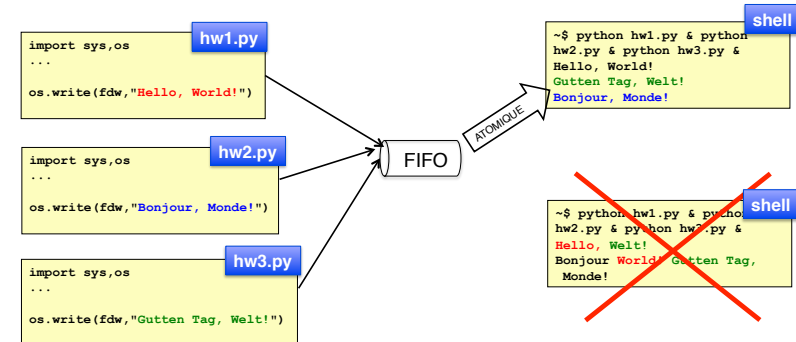 hw1.py
import sys,os
...
os.write(fdw,"Hello, World!")
hw2.py
import sys,os
...
os.write(fdw,"Bonjour, Monde!")
hw3.py
import sys,os
...
os.write(fdw,"Gutten Tag, Welt!")
FIFO
ATOMIQUE
shell
~$ python hw1.py & python
hw2.py & python hw3.py &
Hello, World!
Gutten Tag, Welt!
Bonjour, Monde!
shell
~$ python hw1.py & python
hw2.py & python hw3.py &
Hello, Welt!
Bonjour World! Gutten Tag,
Monde!